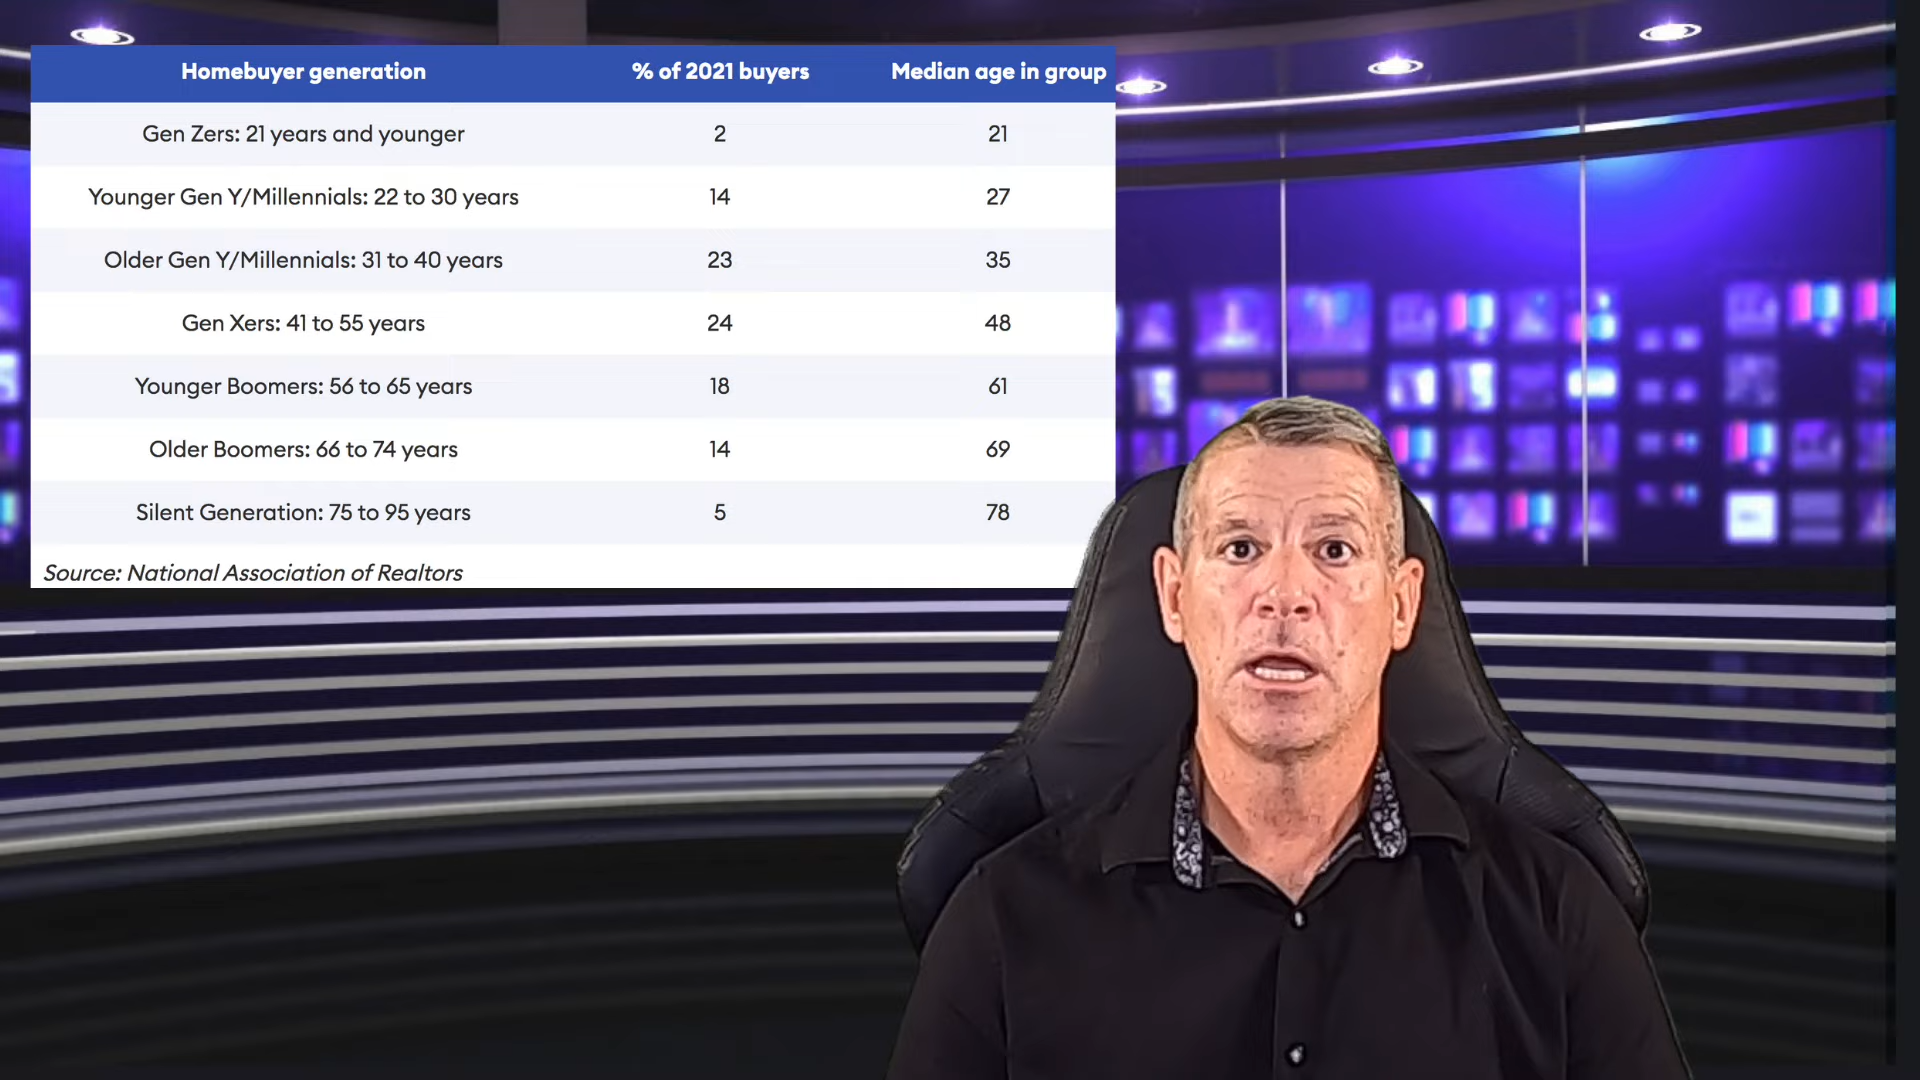 Homebuyer generation % of 2021 buyers Median age in group
Gen Zers: 21 years and younger 2 21
Younger Gen Y/Millennials: 22 to 30 years 14 27
Older Gen Y/Millennials: 31 to 40 years 23 35
Gen Xers: 41 to 55 years 24 48
Younger Boomers: 56 to 65 years 18 61
Older Boomers: 66 to 74 years 14 69
Silent Generation: 75 to 95 years 5 78
Source: National Association of Realtors